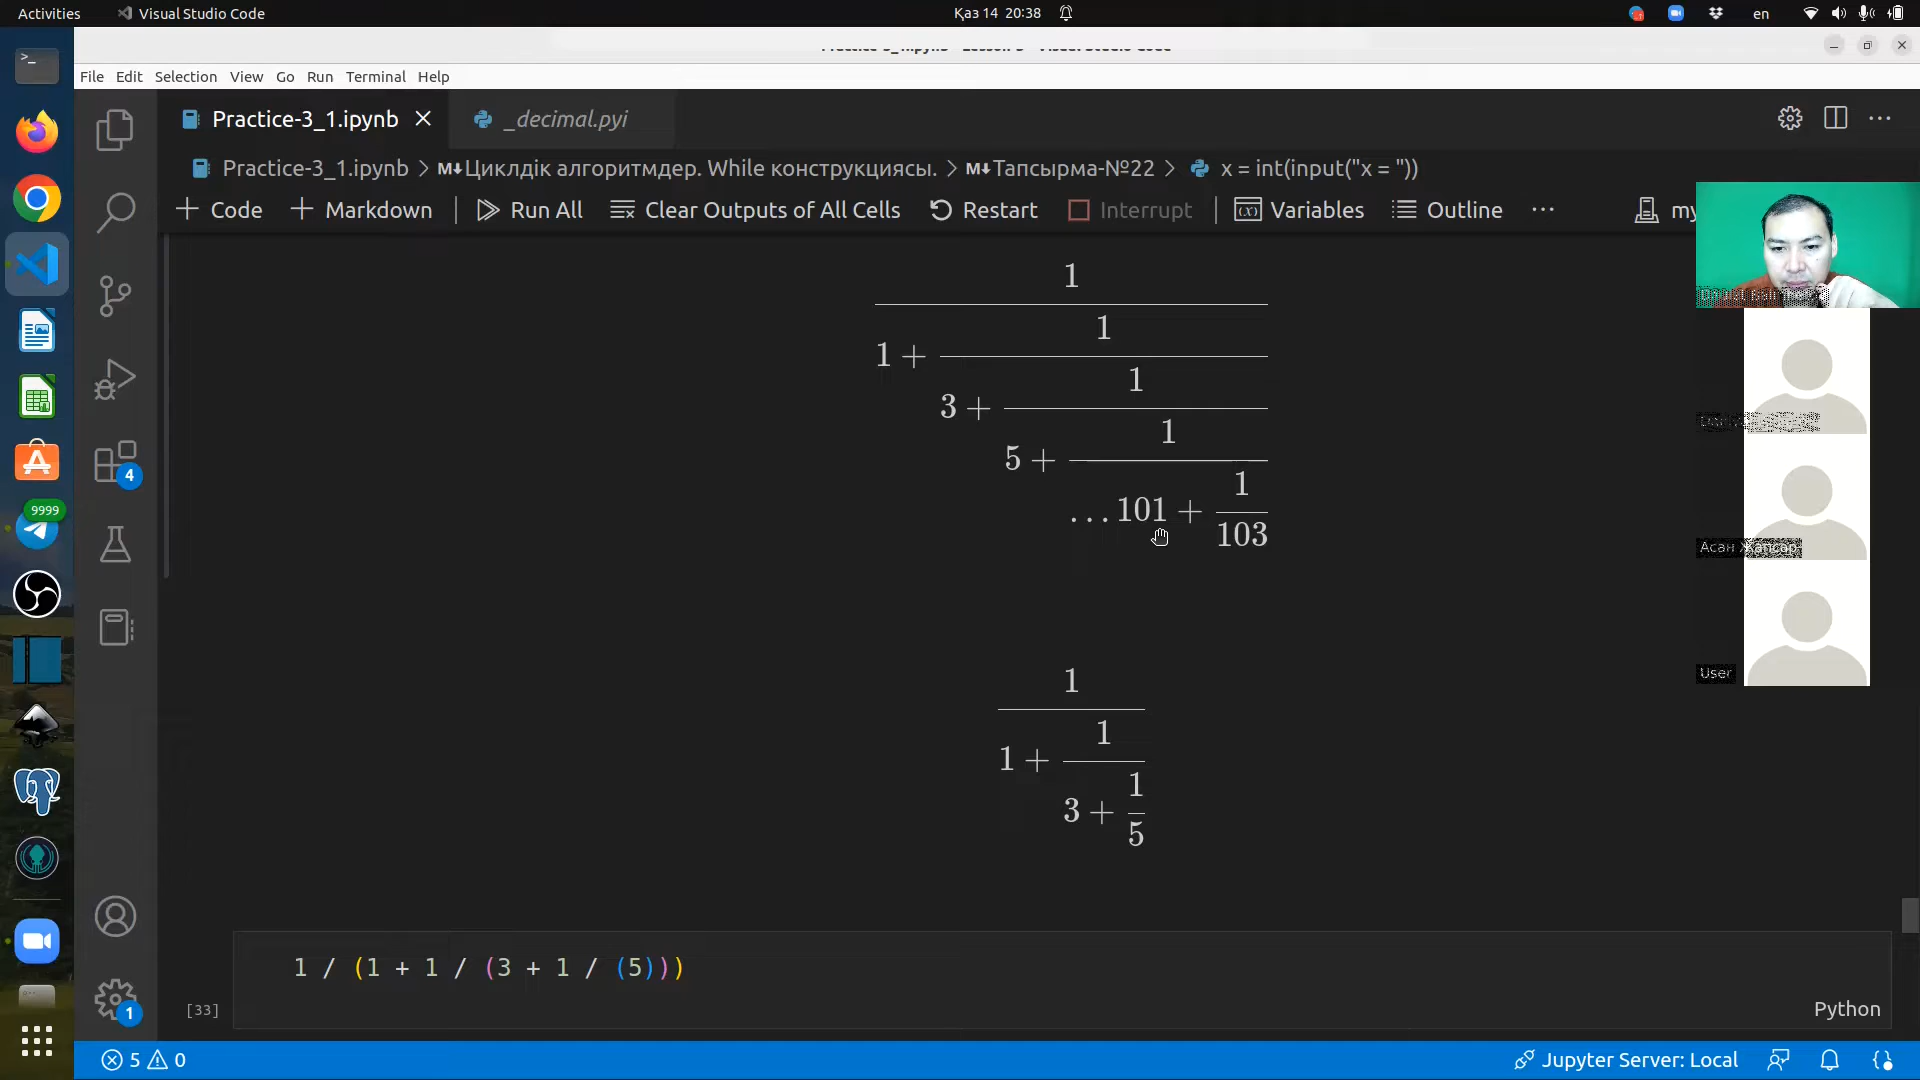 Activities
Visual Studio Code
Қаз 14 20:38
en
File Edit Selection View Go Run Terminal Help
Practice-3_1.ipynb
_decimal.pyi
Practice-3_1.ipynb > M↓Циклдік алгоритмдер. While конструкциясы. > M↓Тапсырма-№22 > x = int(input("x = "))
+ Code + Markdown Run All Clear Outputs of All Cells Restart Interrupt Variables Outline ... my
1
1
1 +
1
3 +
1
5 +
1
...101 +
103
1
1
1 +
1
3 +
5
1 / (1 + 1 / (3 + 1 / (5)))
[33]
Python
4
9999
1
User
5 0
Jupyter Server: Local